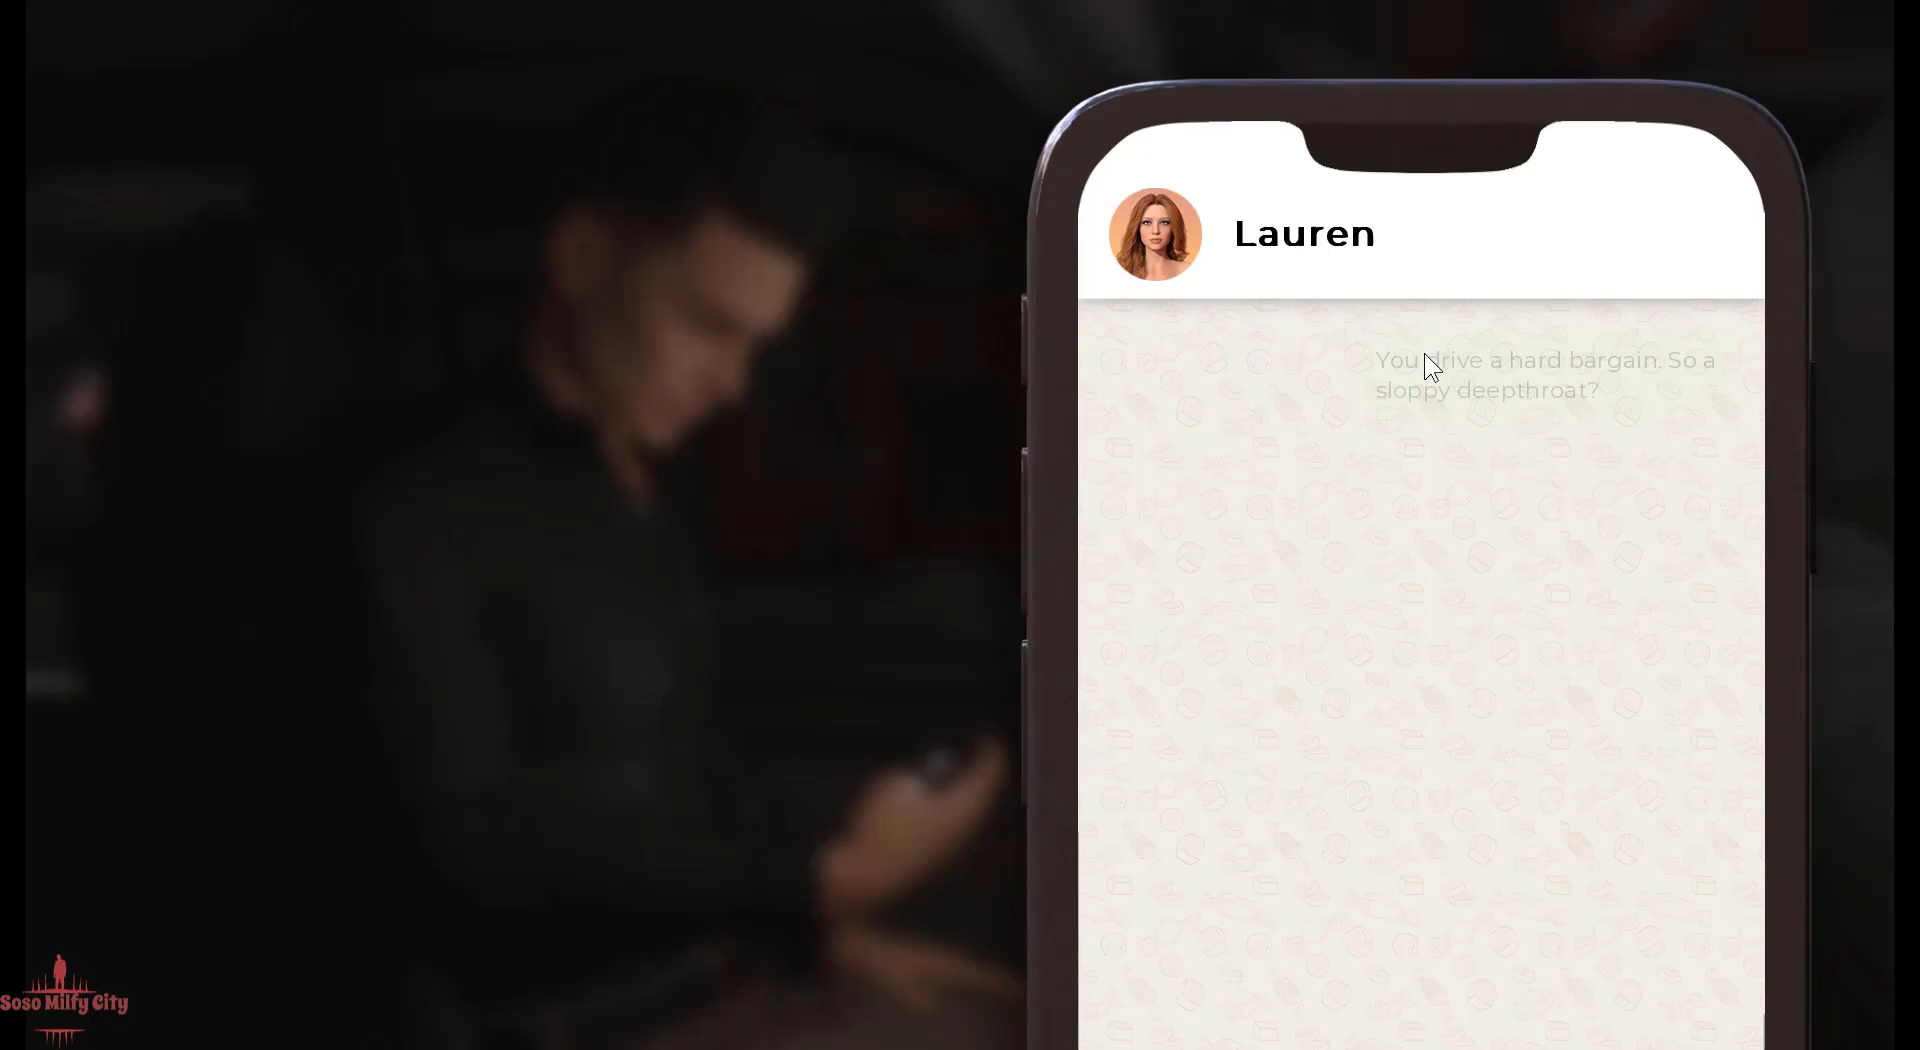 Lauren
You drive a hard bargain. So a
sloppy deepthroat?
Soso Milfy City